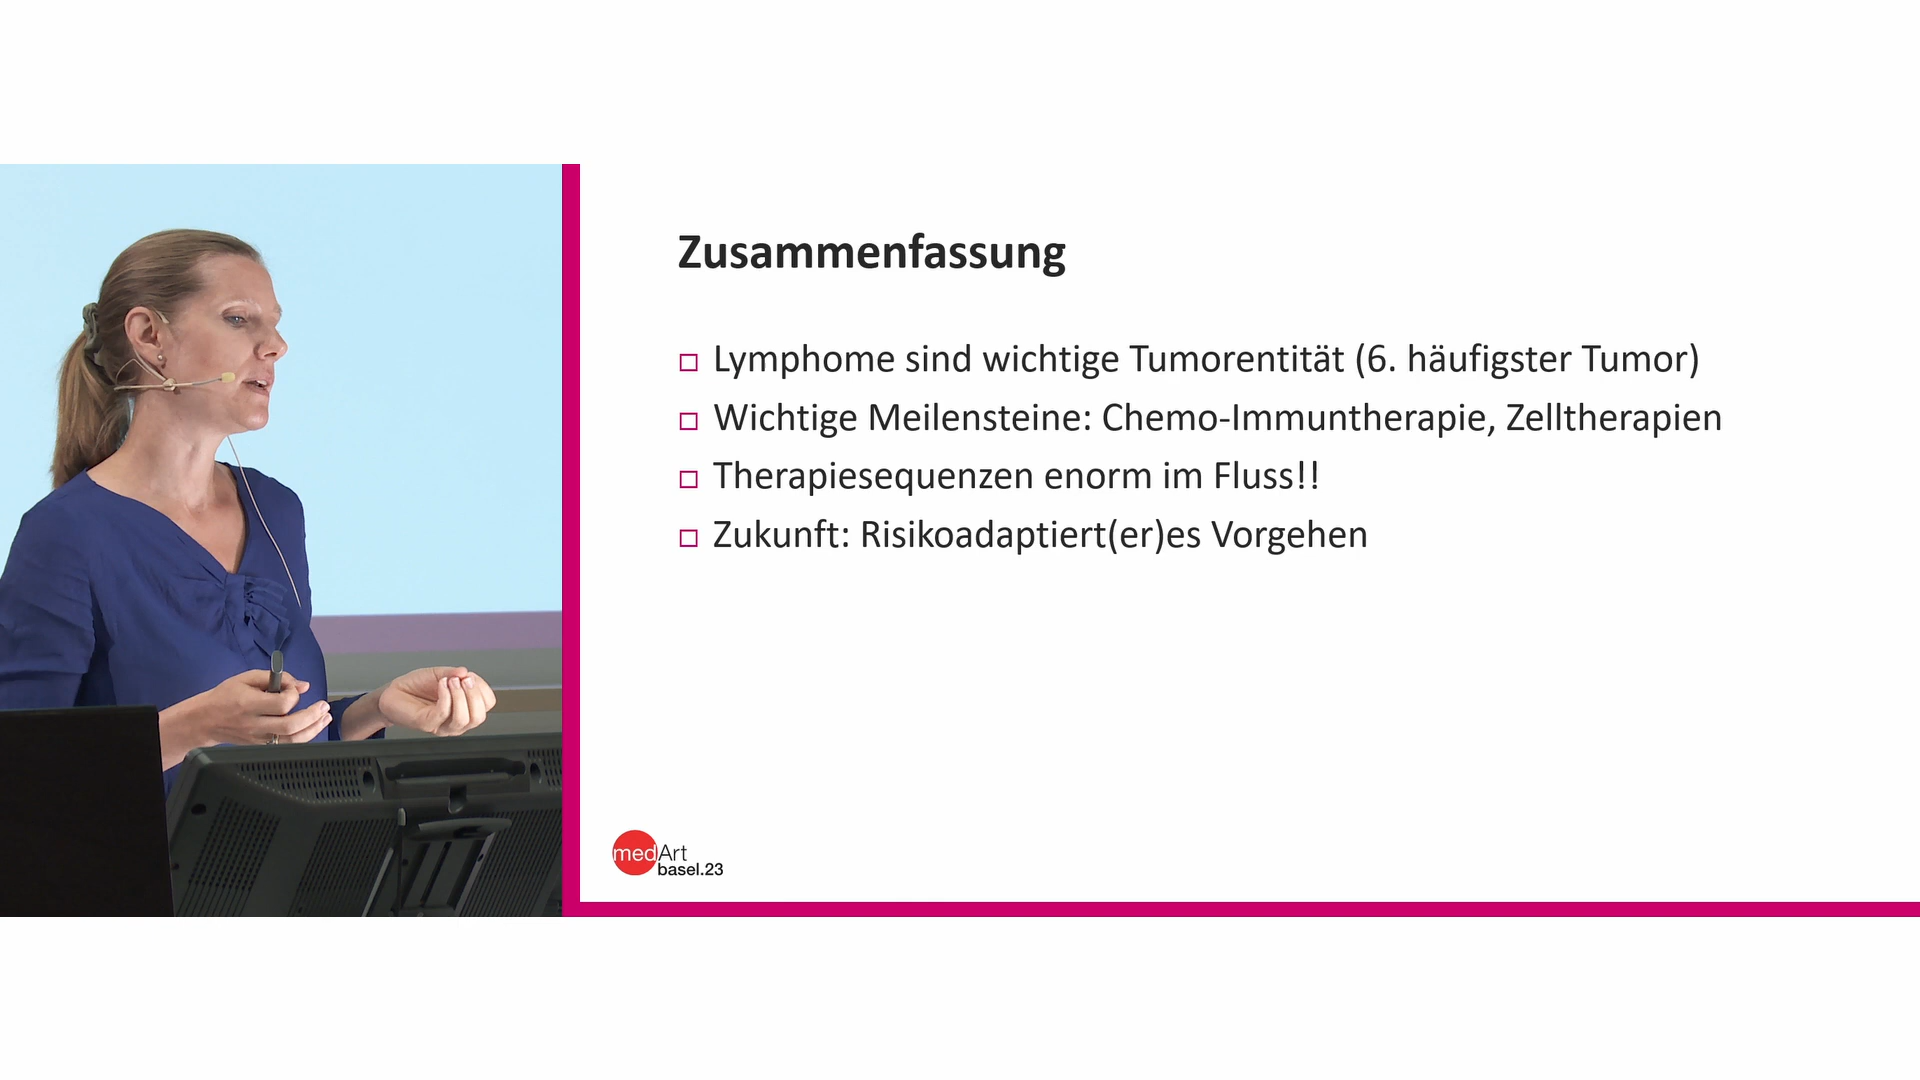 Zusammenfassung
□ Lymphome sind wichtige Tumorentität (6. häufigster Tumor)
□ Wichtige Meilensteine: Chemo-Immuntherapie, Zelltherapien
□ Therapiesequenzen enorm im Fluss!!
□ Zukunft: Risikoadaptiert(er)es Vorgehen
medArt
basel.23